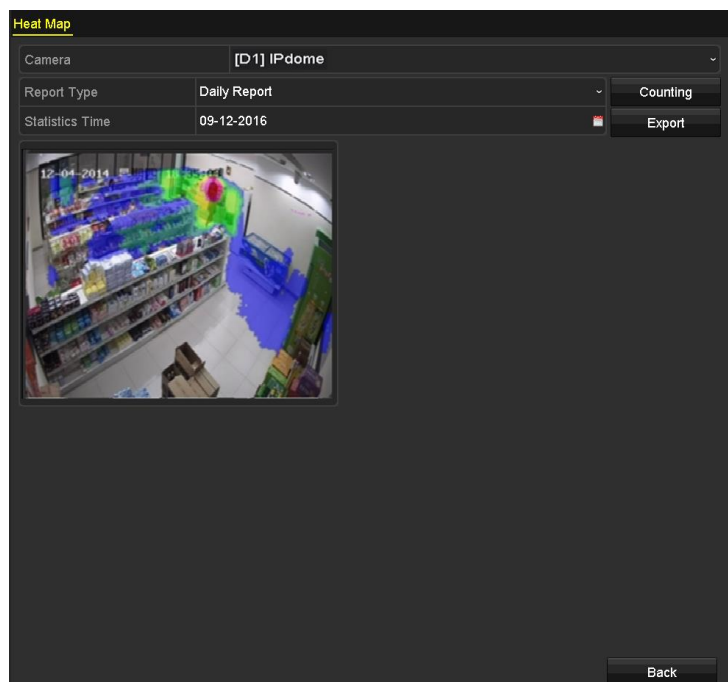 Heat Map
Camera [D1] IPdome
Report Type Daily Report Counting
Statistics Time 09-12-2016 Export
12-04-2014
Back